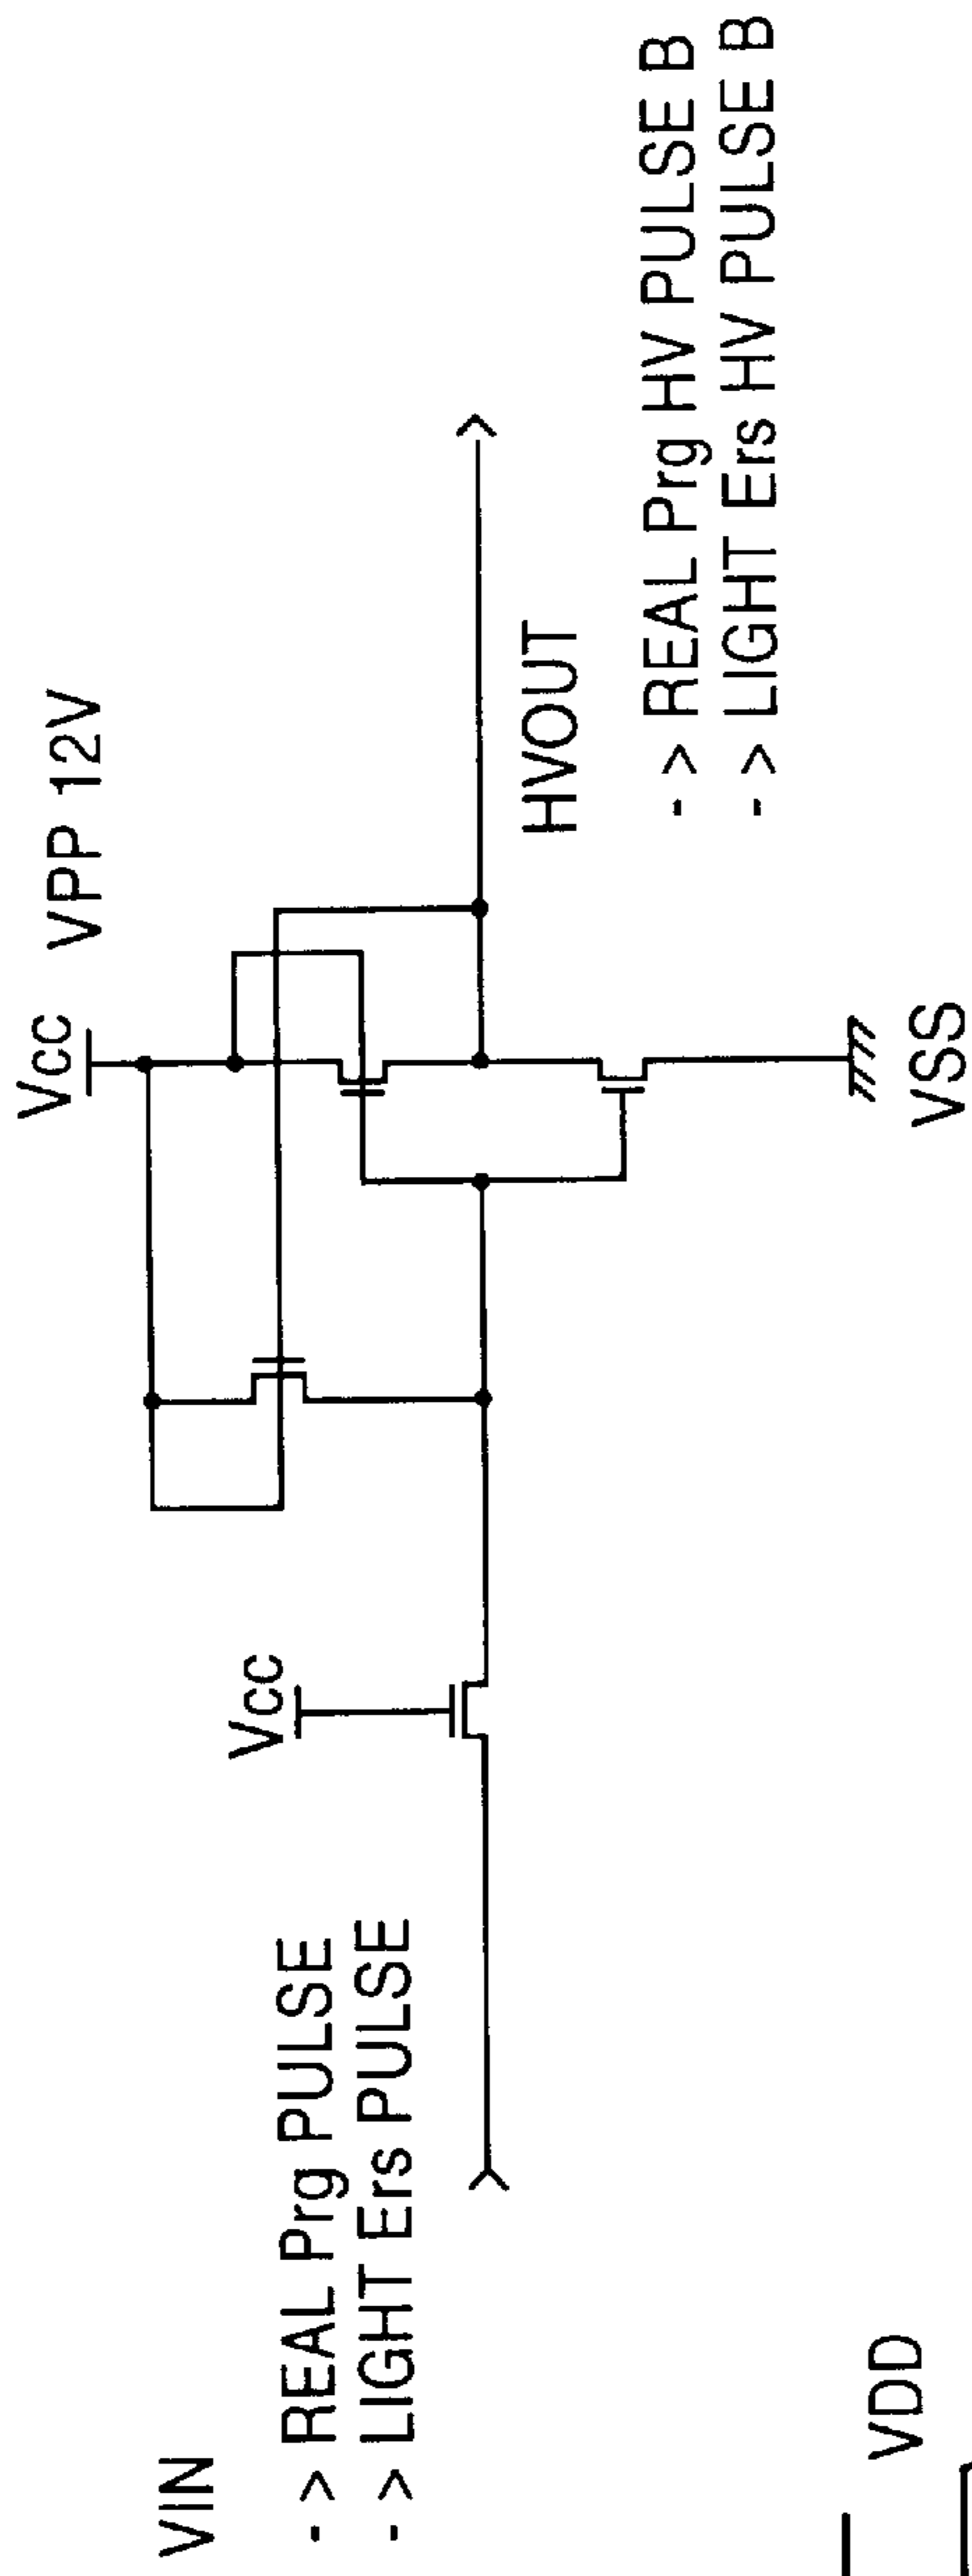 VIN
- > REAL Prg PULSE
- > LIGHT Ers PULSE
Vcc
Vcc
VPP 12V
HVOUT
- > REAL Prg HV PULSE B
- > LIGHT Ers HV PULSE B
VSS
VDD